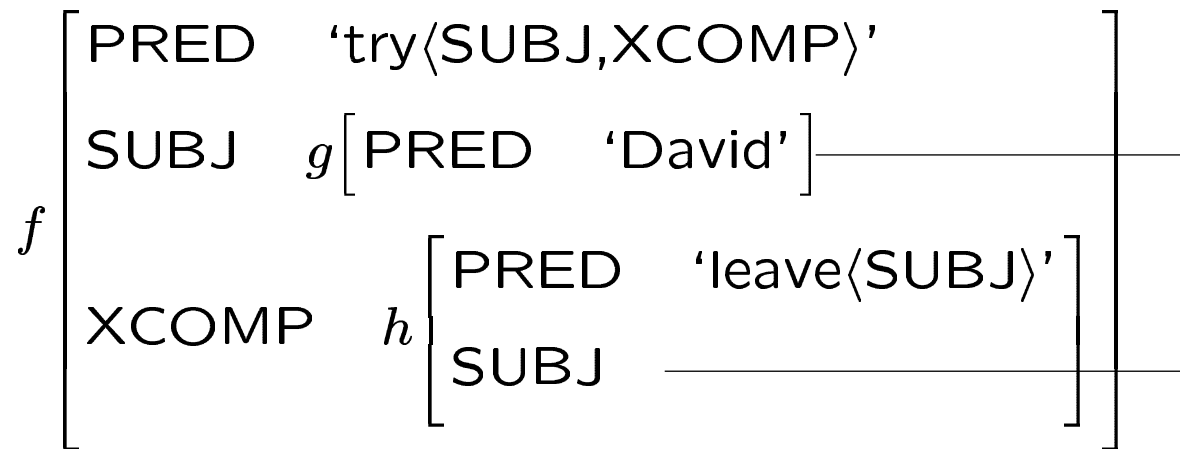 PRED ‘try⟨SUBJ,XCOMP⟩’
SUBJ g[PRED ‘David’]
f
PRED ‘leave⟨SUBJ⟩’
XCOMP h
SUBJ